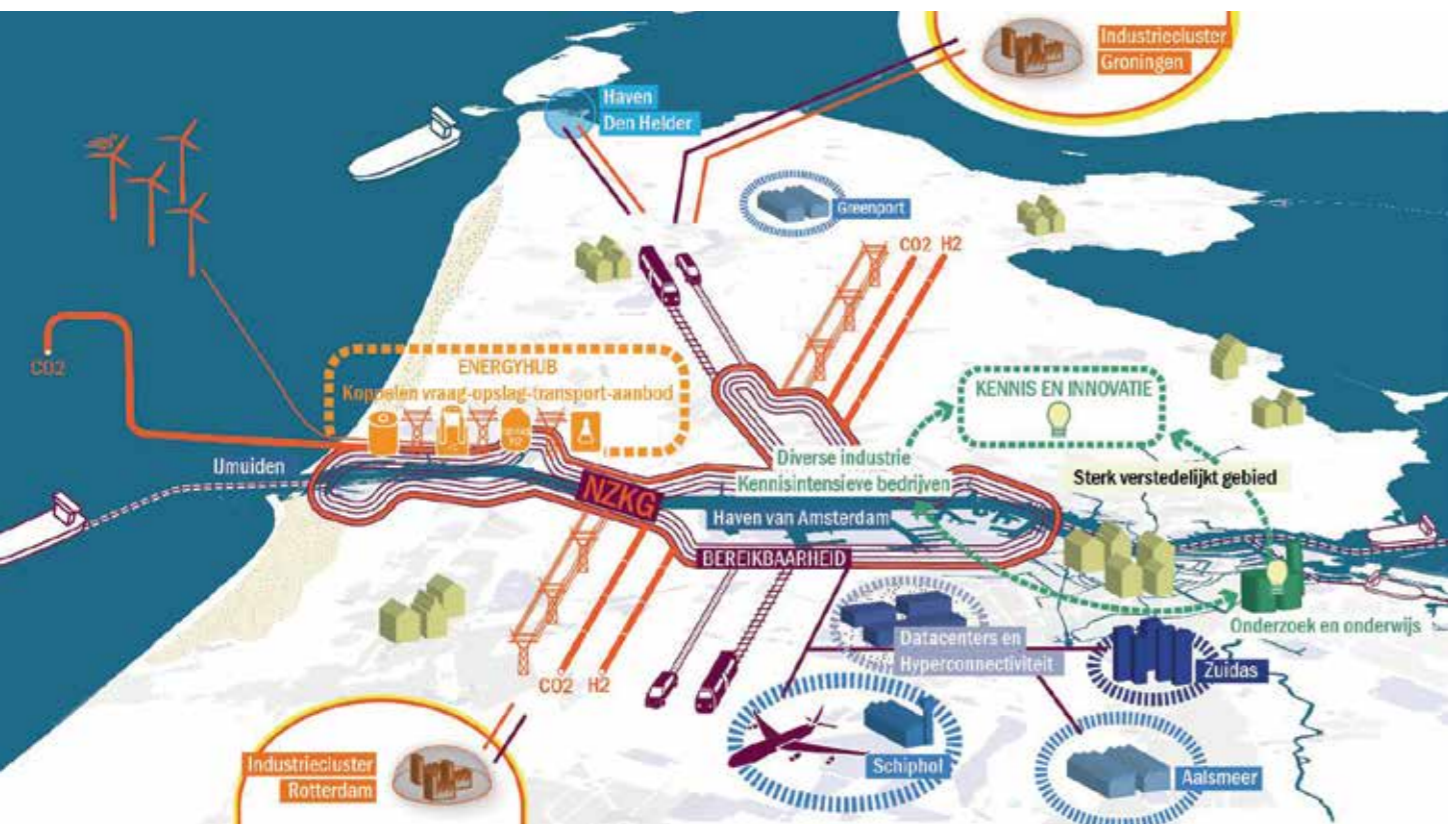 Industriecluster
Groningen
Haven
Den Helder
Greenport
CO2 H2
CO2
ENERGYHUB
Koppelen vraag-opslag-transport-aanbod
KENNIS EN INNOVATIE
Diverse industrie
Kennisintensieve bedrijven
Sterk verstedelijkt gebied
IJmuiden
NZKG
Haven van Amsterdam
BEREIKBAARHEID
Datacenters en
Hyperconnectiviteit
Onderzoek en onderwijs
Zuidas
CO2 H2
Schiphol
Aalsmeer
Industriecluster
Rotterdam